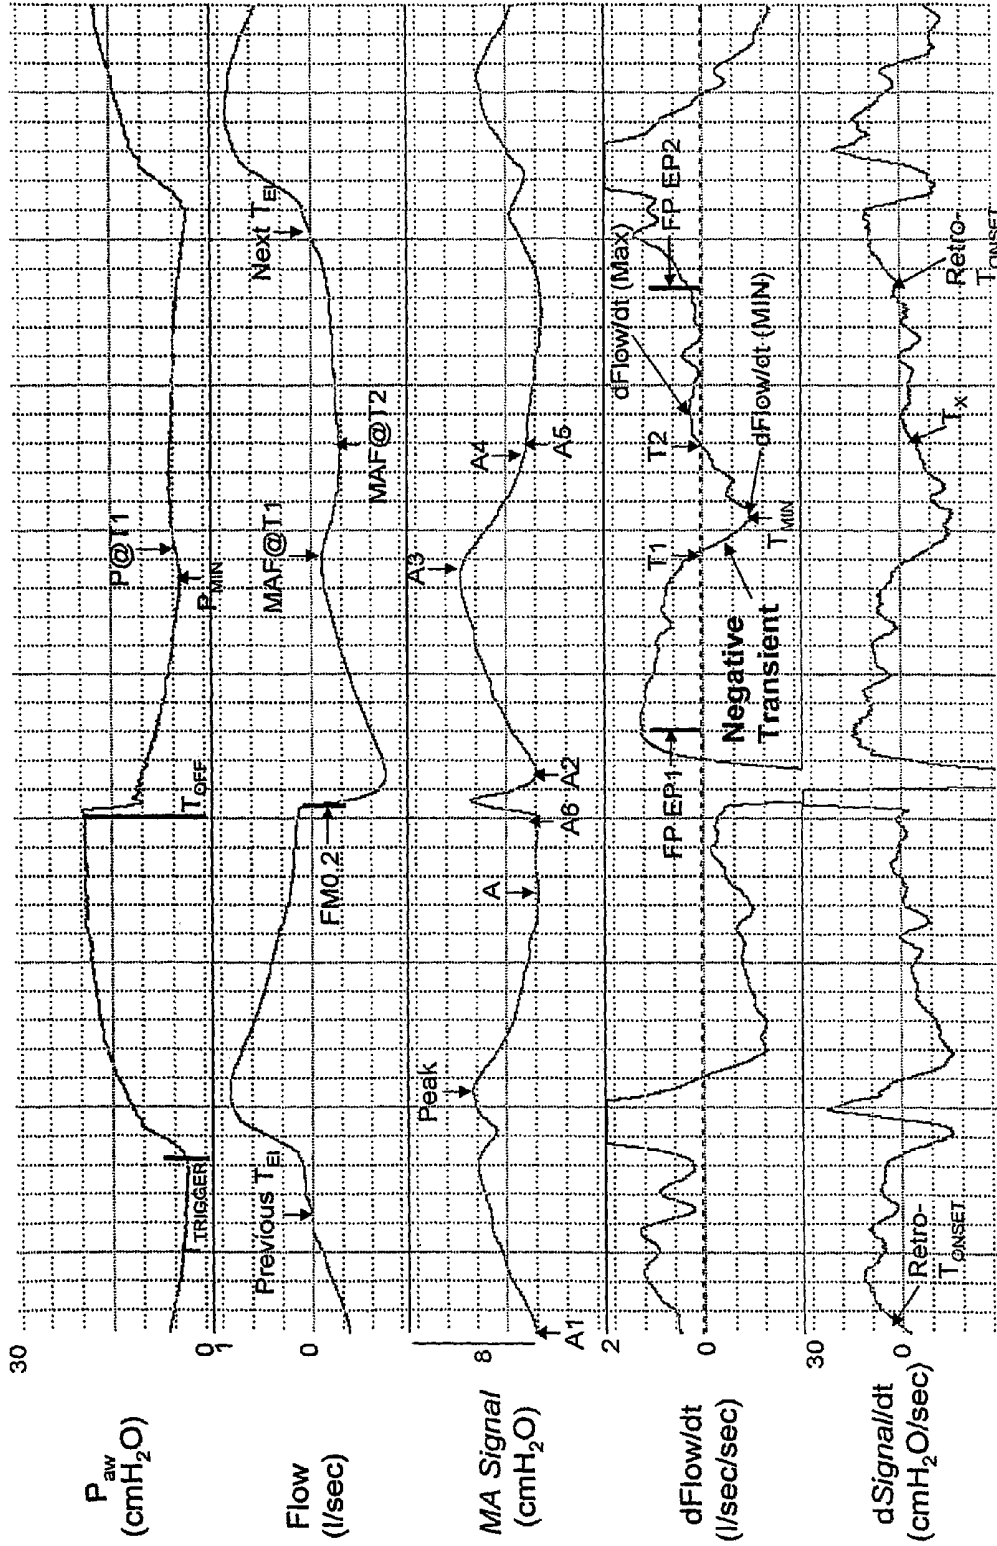 P_aw
(cmH₂O)
30
0
T_TRIGGER
T_OFF
P@T1
P_MIN
Flow
(l/sec)
1
0
Previous T_EI
FM0.2
MAF@T1
MAF@T2
Next T_EI
MA Signal
(cmH₂O)
8
A1
Peak
A
A6
A2
A3
A4
A5
dFlow/dt
(l/sec/sec)
2
0
FP EP1
Negative
Transient
T1
T_MIN
dFlow/dt (MIN)
T2
dFlow/dt (Max)
FP EP2
dSignal/dt
(cmH₂O/sec)
30
0
Retro-
T_ONSET
T_X
Retro-
T_ONSET